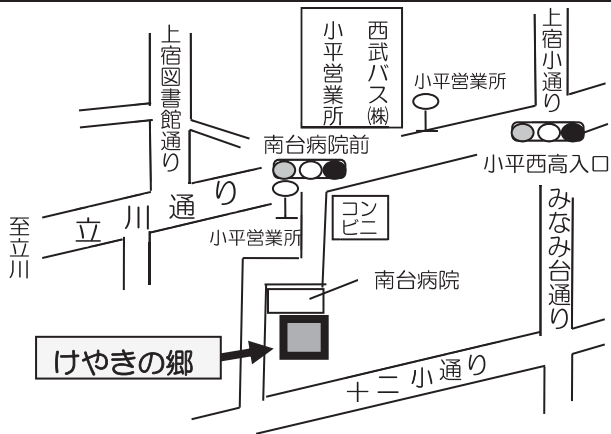 上宿図書館通り
西武バス㈱
小平営業所
小平営業所
上宿小通り
南台病院前
小平西高入口
立川通り
至立川
小平営業所
コンビニ
みなみ台通り
南台病院
けやきの郷
十二小通り